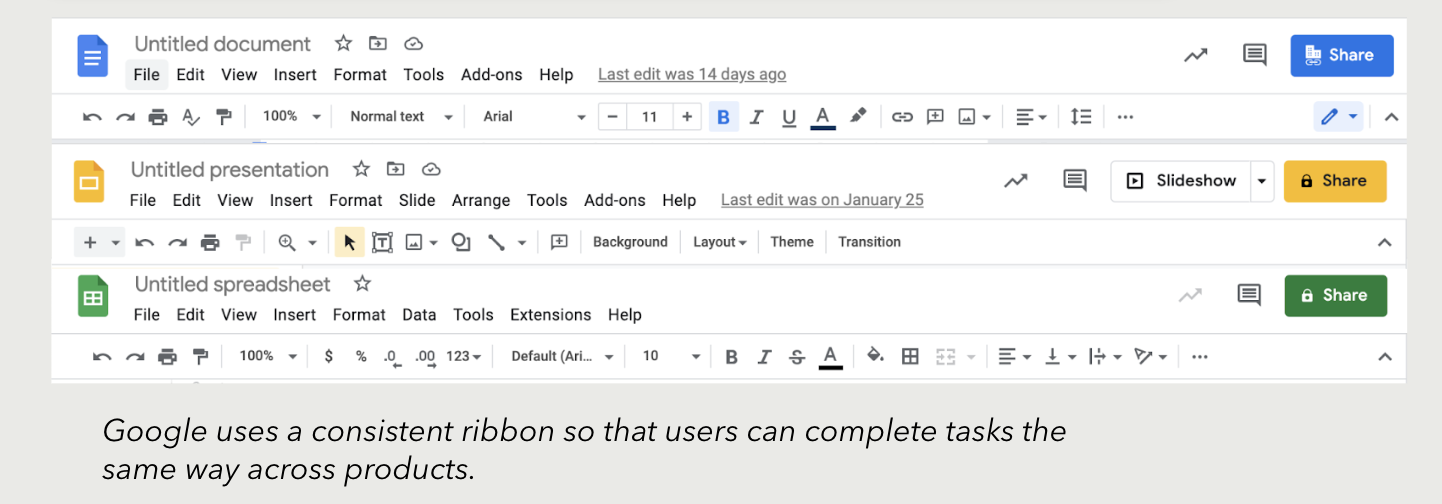 Untitled document
File Edit View Insert Format Tools Add-ons Help Last edit was 14 days ago
Share
100% Normal text Arial − 11 + B I U A ...
Untitled presentation
File Edit View Insert Format Slide Arrange Tools Add-ons Help Last edit was on January 25
Slideshow Share
+ T Background Layout Theme Transition
Untitled spreadsheet
File Edit View Insert Format Data Tools Extensions Help
Share
100% $ % .0 .00 123 Default (Ari... 10 B I S A ...
Google uses a consistent ribbon so that users can complete tasks the
same way across products.